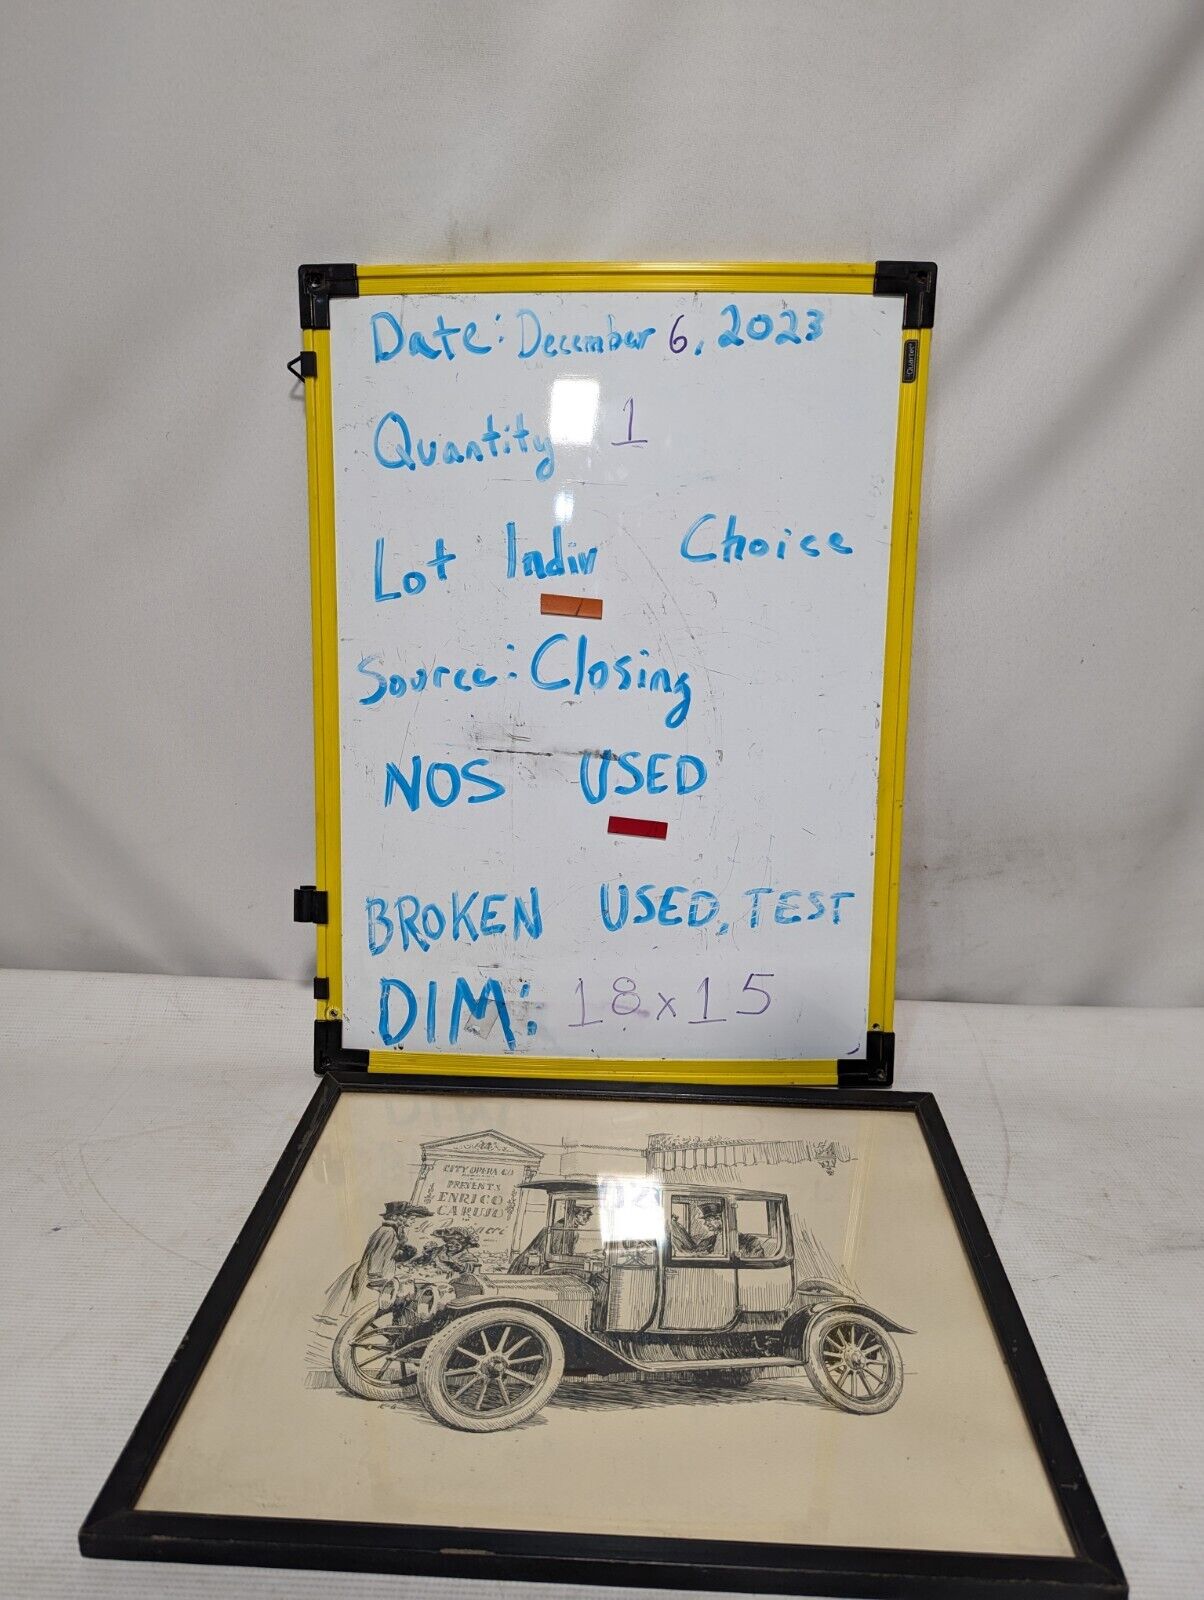 Date: December 6, 2023
Quartet
Quantity 1
Lot Indiv Choice
Source: Closing
NOS USED
BROKEN USED, TEST
DIM: 18x15
CITY OPERA CO
PRESENTS
ENRICO
CARUSO